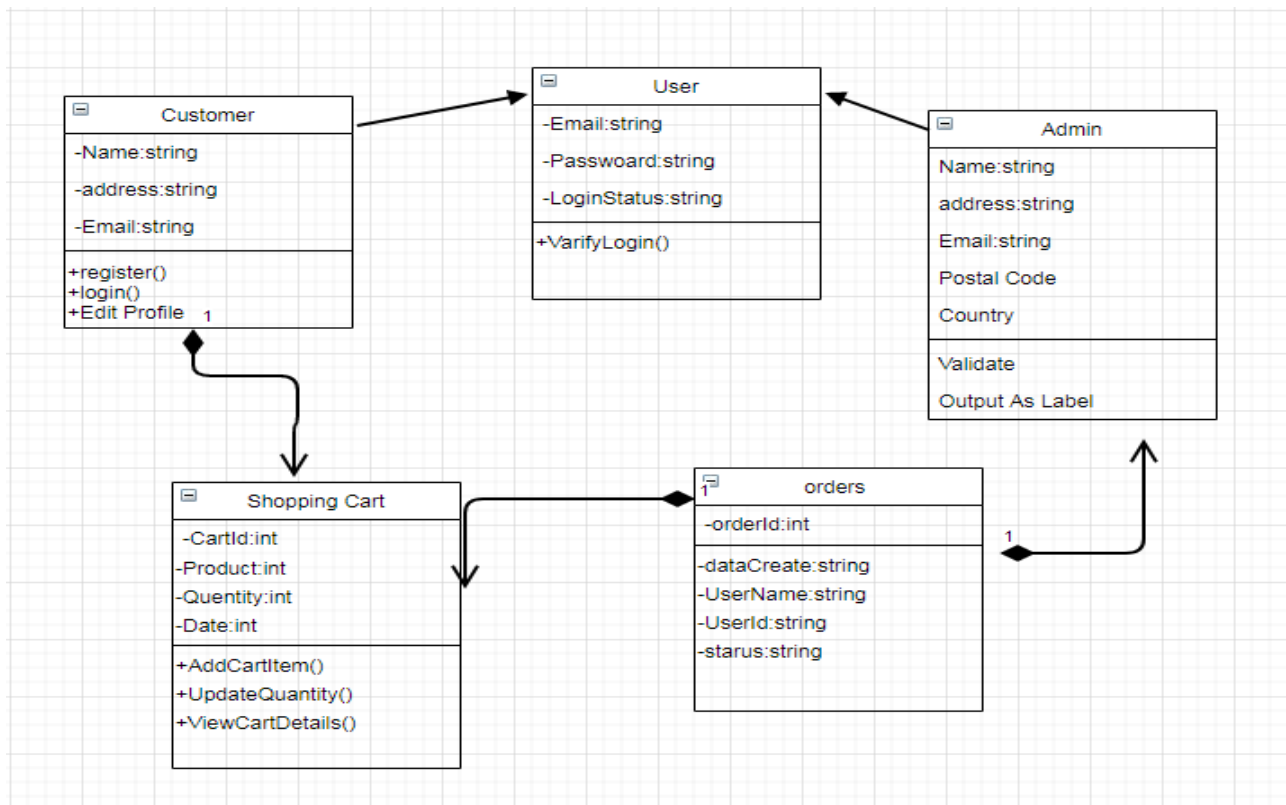 Customer
-Name:string
-address:string
-Email:string
+register()
+login()
+Edit Profile
1
User
-Email:string
-Passwoard:string
-LoginStatus:string
+VarifyLogin()
Admin
Name:string
address:string
Email:string
Postal Code
Country
Validate
Output As Label
Shopping Cart
-CartId:int
-Product:int
-Quentity:int
-Date:int
+AddCartItem()
+UpdateQuantity()
+ViewCartDetails()
1
orders
-orderId:int
-dataCreate:string
-UserName:string
-UserId:string
-starus:string
1